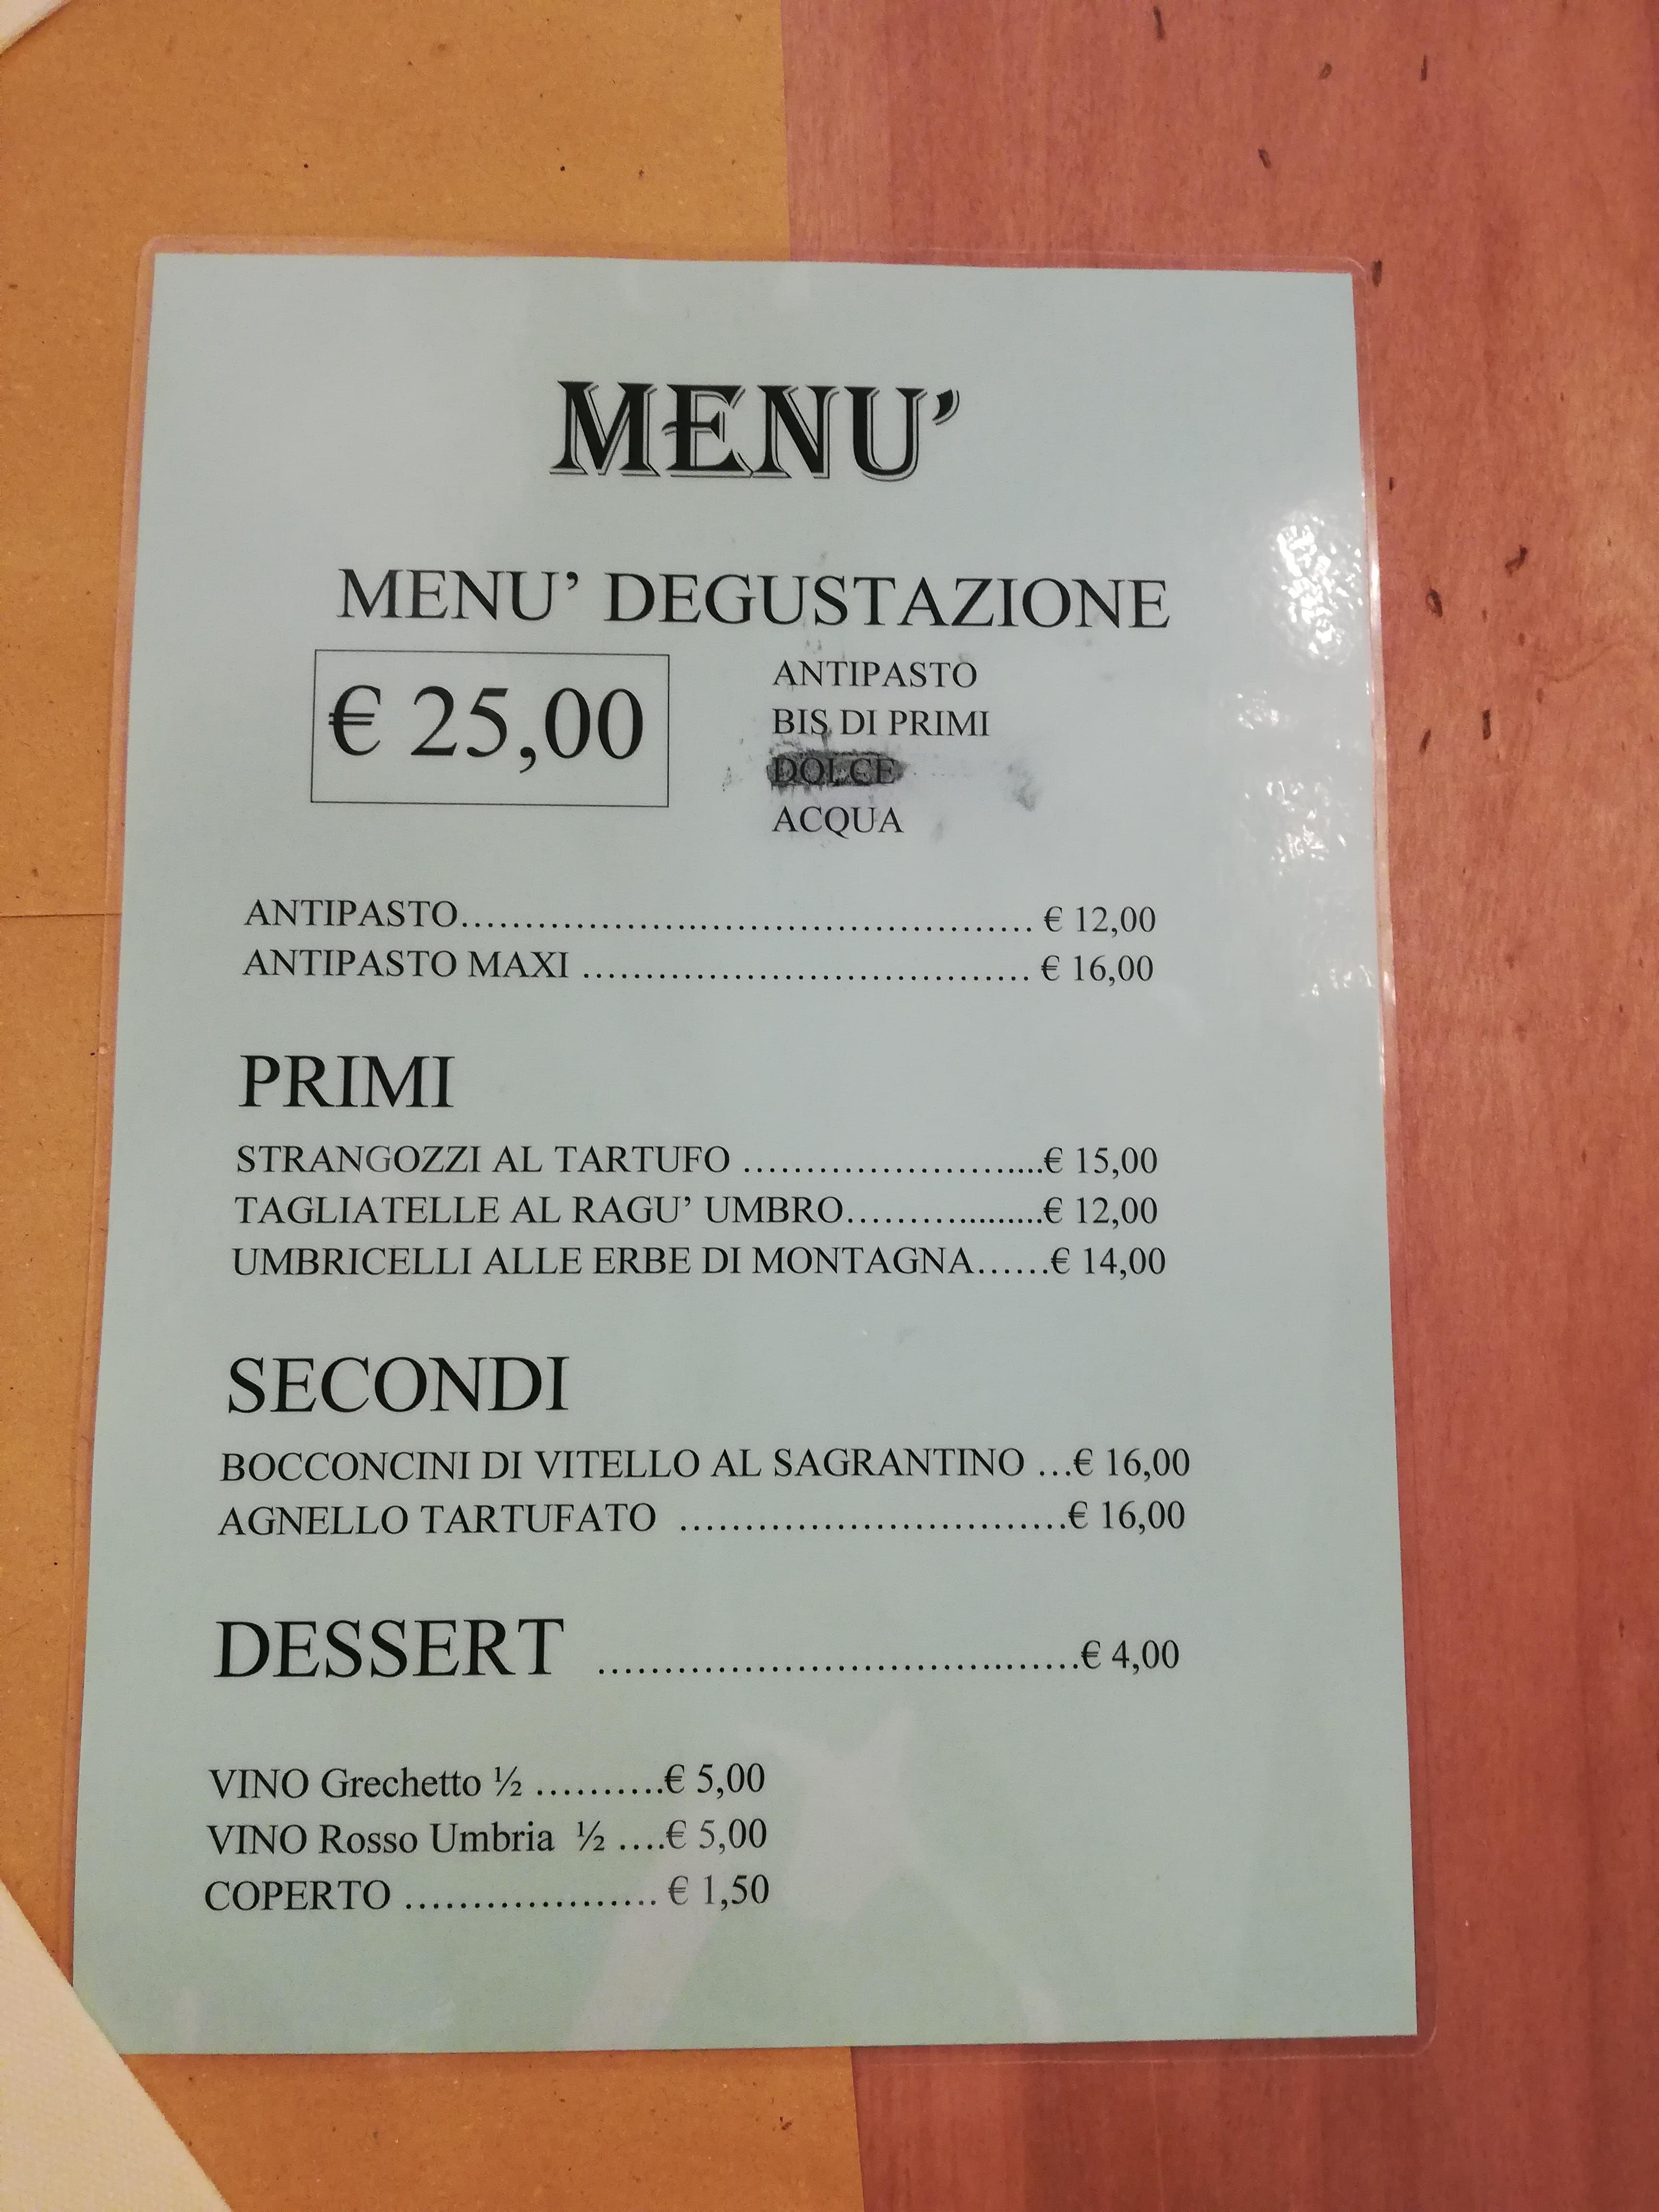 MENU'
MENU' DEGUSTAZIONE
€ 25,00
ANTIPASTO
BIS DI PRIMI
DOLCE
ACQUA
ANTIPASTO.......................................................... € 12,00
ANTIPASTO MAXI .............................................. € 16,00
PRIMI
STRANGOZZI AL TARTUFO ............................€ 15,00
TAGLIATELLE AL RAGU' UMBRO...................€ 12,00
UMBRICELLI ALLE ERBE DI MONTAGNA......€ 14,00
SECONDI
BOCCONCINI DI VITELLO AL SAGRANTINO ...€ 16,00
AGNELLO TARTUFATO ....................................€ 16,00
DESSERT .............................................€ 4,00
VINO Grechetto ½ ..........€ 5,00
VINO Rosso Umbria ½ ....€ 5,00
COPERTO ................... € 1,50